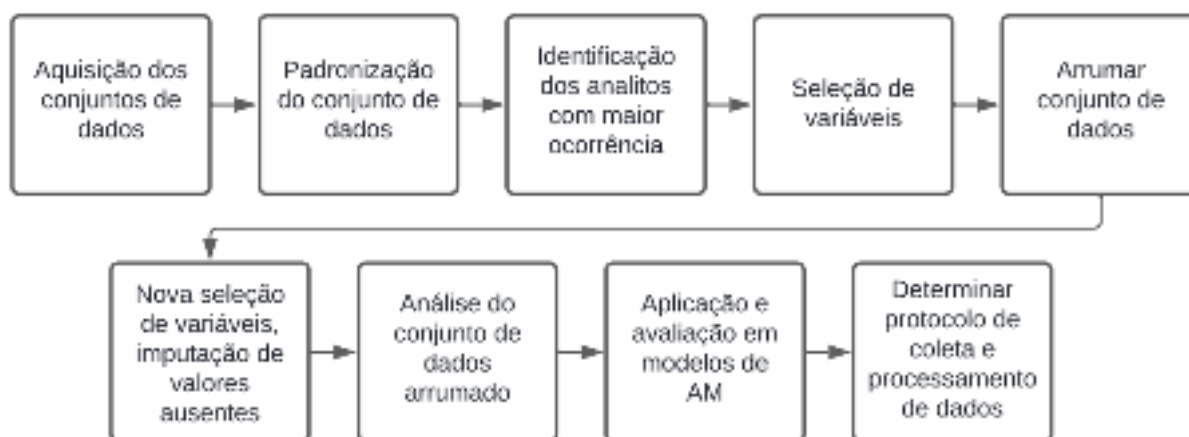 Aquisição dos
conjuntos de
dados
Padronização
do conjunto de
dados
Identificação
dos analitos
com maior
ocorrência
Seleção de
variáveis
Arrumar
conjunto de
dados
Nova seleção
de variáveis,
imputação de
valores
ausentes
Análise do
conjunto de
dados
arrumado
Aplicação e
avaliação em
modelos de
AM
Determinar
protocolo de
coleta e
processamento
de dados